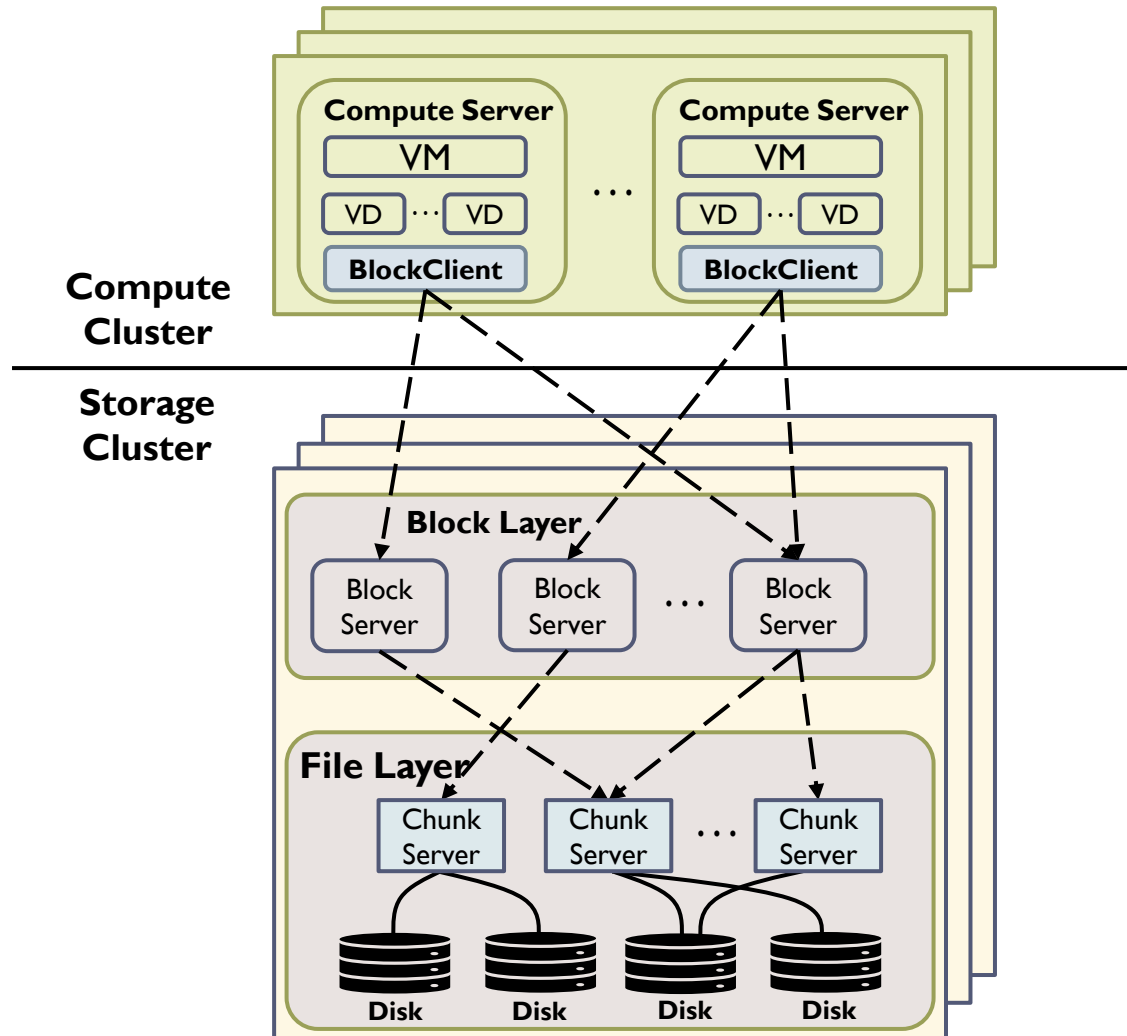 Compute Server
VM
VD ... VD
BlockClient
...
Compute Server
VM
VD ... VD
BlockClient
Compute
Cluster
Storage
Cluster
Block Layer
Block
Server
Block
Server
...
Block
Server
File Layer
Chunk
Server
Chunk
Server
...
Chunk
Server
Disk
Disk
Disk
Disk